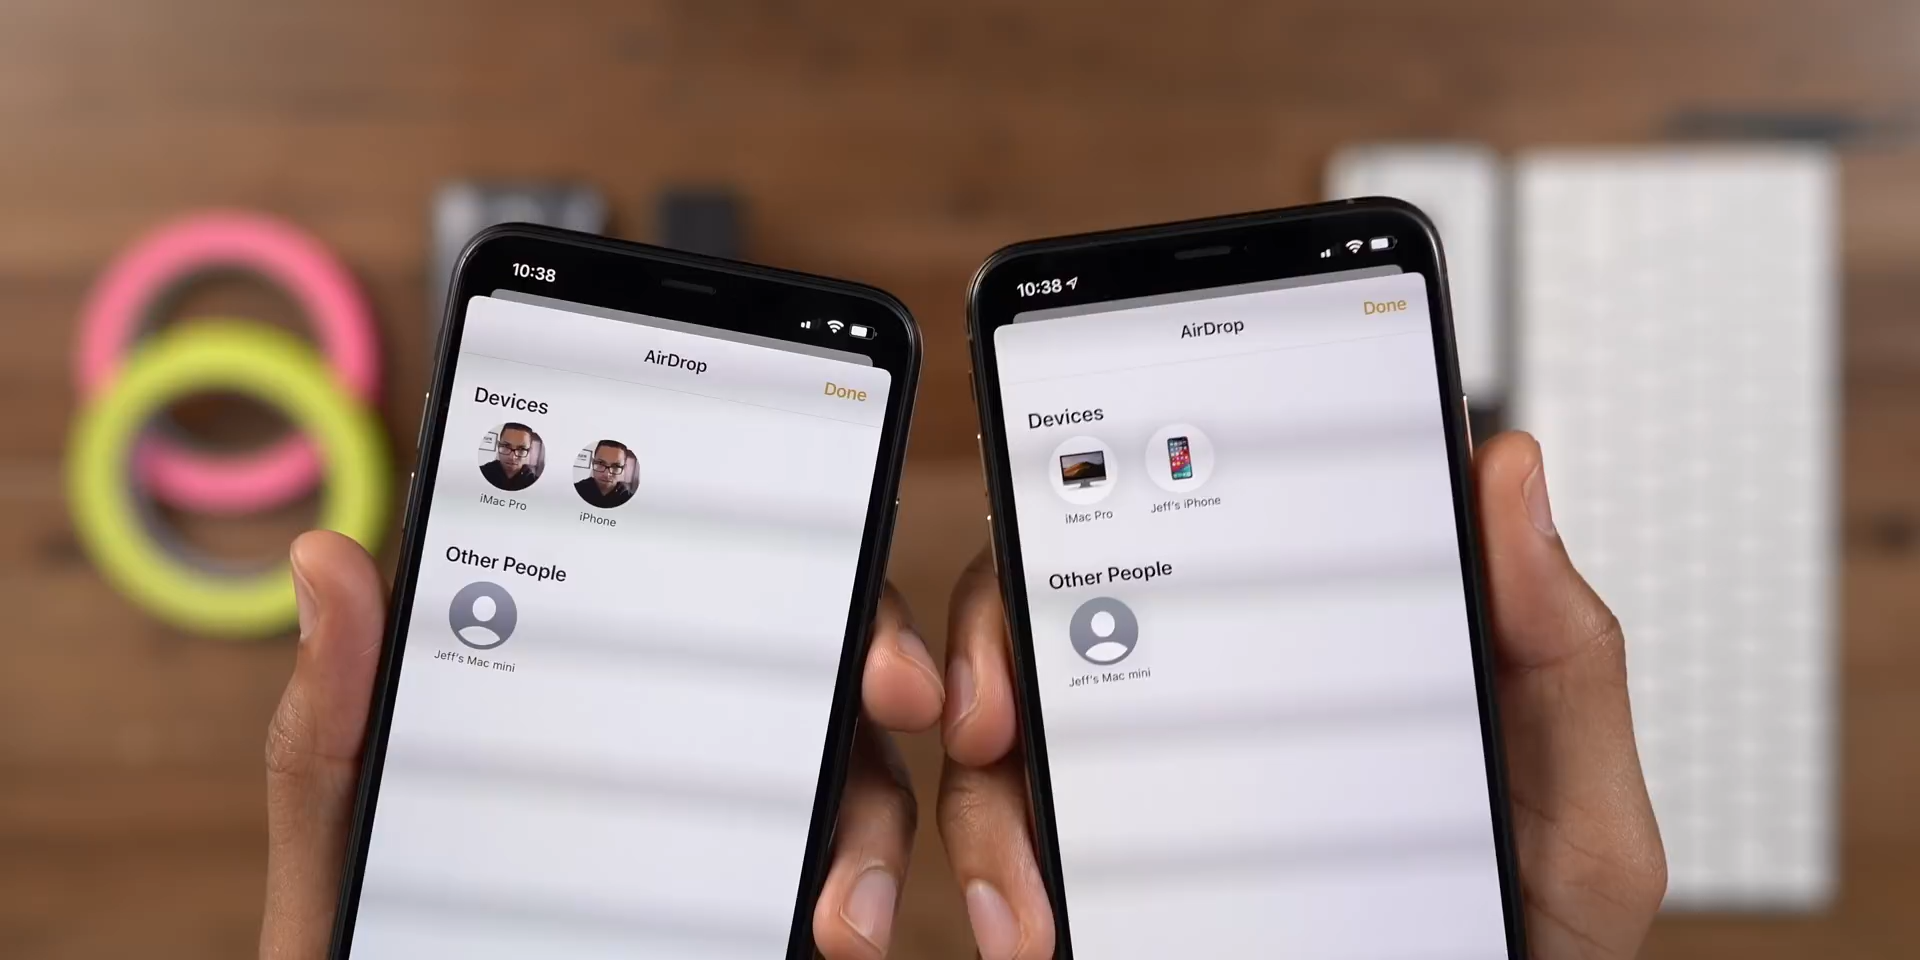 10:38
AirDrop
Done
Devices
iMac Pro
iPhone
Other People
Jeff's Mac mini
10:38
AirDrop
Done
Devices
iMac Pro
Jeff's iPhone
Other People
Jeff's Mac mini